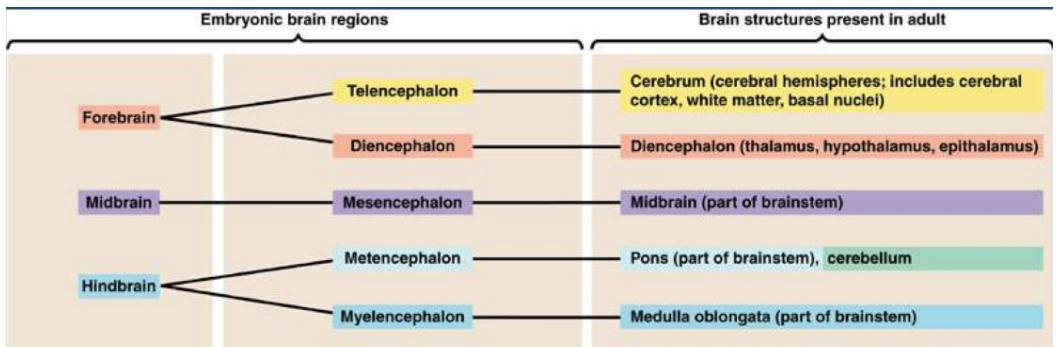 Embryonic brain regions
Brain structures present in adult
Forebrain
Telencephalon
Cerebrum (cerebral hemispheres; includes cerebral
cortex, white matter, basal nuclei)
Diencephalon
Diencephalon (thalamus, hypothalamus, epithalamus)
Midbrain
Mesencephalon
Midbrain (part of brainstem)
Hindbrain
Metencephalon
Pons (part of brainstem), cerebellum
Myelencephalon
Medulla oblongata (part of brainstem)